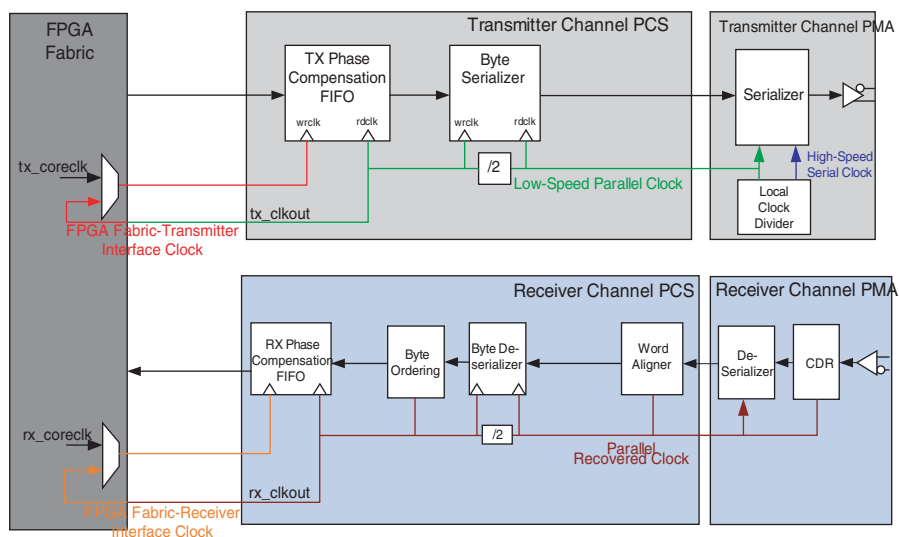 FPGA
Fabric
Transmitter Channel PCS
Transmitter Channel PMA
TX Phase
Compensation
FIFO
wrclk
rdclk
Byte
Serializer
wrclk
rdclk
Serializer
tx_coreclk
/2
Low-Speed Parallel Clock
High-Speed
Serial Clock
Local
Clock
Divider
tx_clkout
FPGA Fabric-Transmitter
Interface Clock
Receiver Channel PCS
Receiver Channel PMA
RX Phase
Compensation
FIFO
Byte
Ordering
Byte De-
serializer
Word
Aligner
De-
Serializer
CDR
rx_coreclk
/2
Parallel
Recovered Clock
rx_clkout
FPGA Fabric-Receiver
Interface Clock